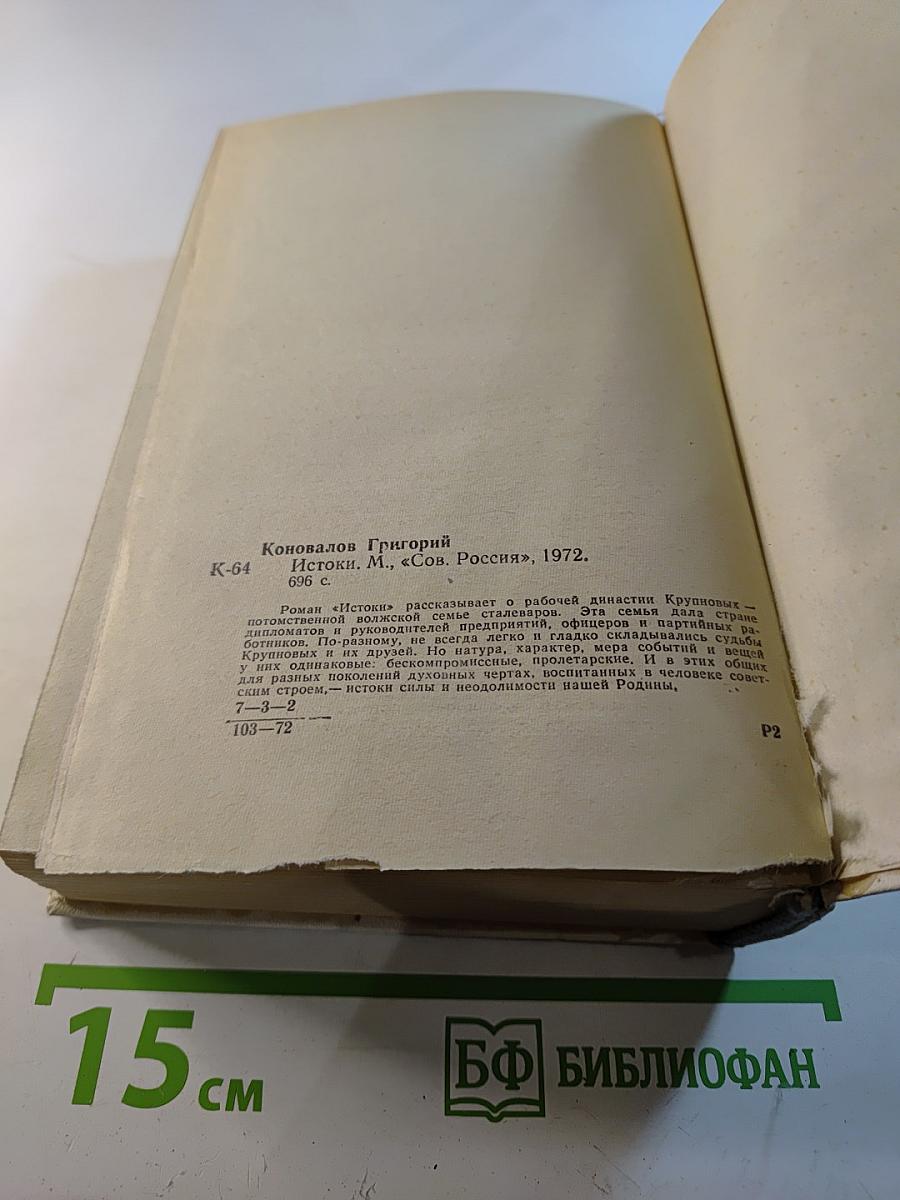 Коновалов Григорий
К-64 Истоки. М., «Сов. Россия», 1972.
696 с.
Роман «Истоки» рассказывает о рабочей династии Крупновых —
потомственной волжской семье сталеваров. Эта семья дала стране
дипломатов и руководителей предприятий, офицеров и партийных ра-
ботников. По-разному, не всегда легко и гладко складывались судьбы
Крупновых и их друзей. Но натура, характер, мера событий и вещей
у них одинаковые: бескомпромиссные, пролетарские. И в этих общих
для разных поколений духовных чертах, воспитанных в человеке совет-
ским строем,— истоки силы и неодолимости нашей Родины.
7—3—2
103—72
Р2
15 см
БФ БИБЛИОФАН